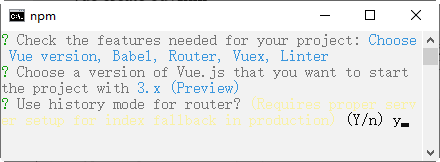 npm
? Check the features needed for your project: Choose
Vue version, Babel, Router, Vuex, Linter
? Choose a version of Vue.js that you want to start
the project with 3.x (Preview)
? Use history mode for router? (Requires proper serv
er setup for index fallback in production) (Y/n) y